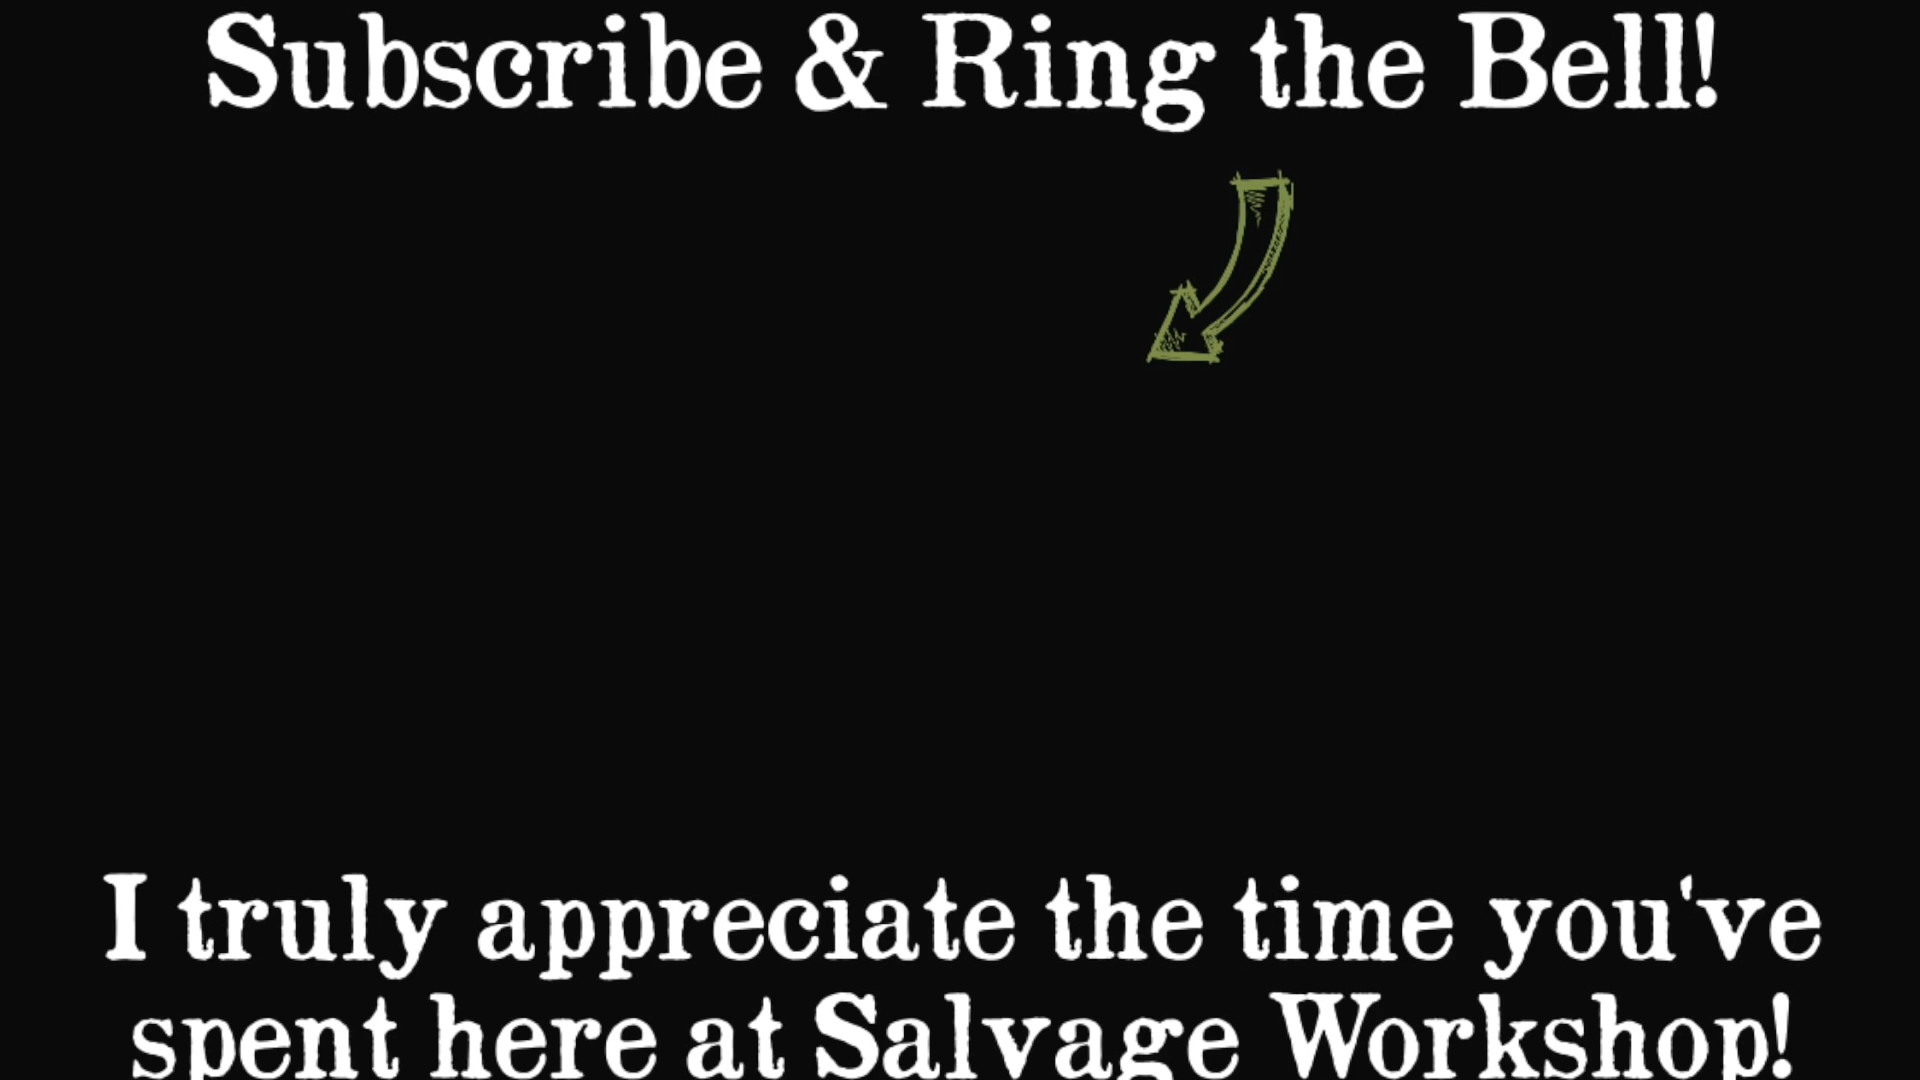 Subscribe & Ring the Bell!
I truly appreciate the time you've
spent here at Salvage Workshop!